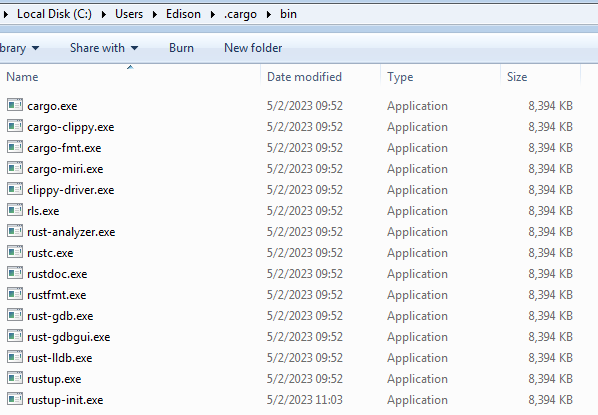 Local Disk (C:) Users Edison .cargo bin
brary Share with Burn New folder
Name Date modified Type Size
cargo.exe 5/2/2023 09:52 Application 8,394 KB
cargo-clippy.exe 5/2/2023 09:52 Application 8,394 KB
cargo-fmt.exe 5/2/2023 09:52 Application 8,394 KB
cargo-miri.exe 5/2/2023 09:52 Application 8,394 KB
clippy-driver.exe 5/2/2023 09:52 Application 8,394 KB
rls.exe 5/2/2023 09:52 Application 8,394 KB
rust-analyzer.exe 5/2/2023 09:52 Application 8,394 KB
rustc.exe 5/2/2023 09:52 Application 8,394 KB
rustdoc.exe 5/2/2023 09:52 Application 8,394 KB
rustfmt.exe 5/2/2023 09:52 Application 8,394 KB
rust-gdb.exe 5/2/2023 09:52 Application 8,394 KB
rust-gdbgui.exe 5/2/2023 09:52 Application 8,394 KB
rust-lldb.exe 5/2/2023 09:52 Application 8,394 KB
rustup.exe 5/2/2023 09:52 Application 8,394 KB
rustup-init.exe 5/2/2023 11:03 Application 8,394 KB